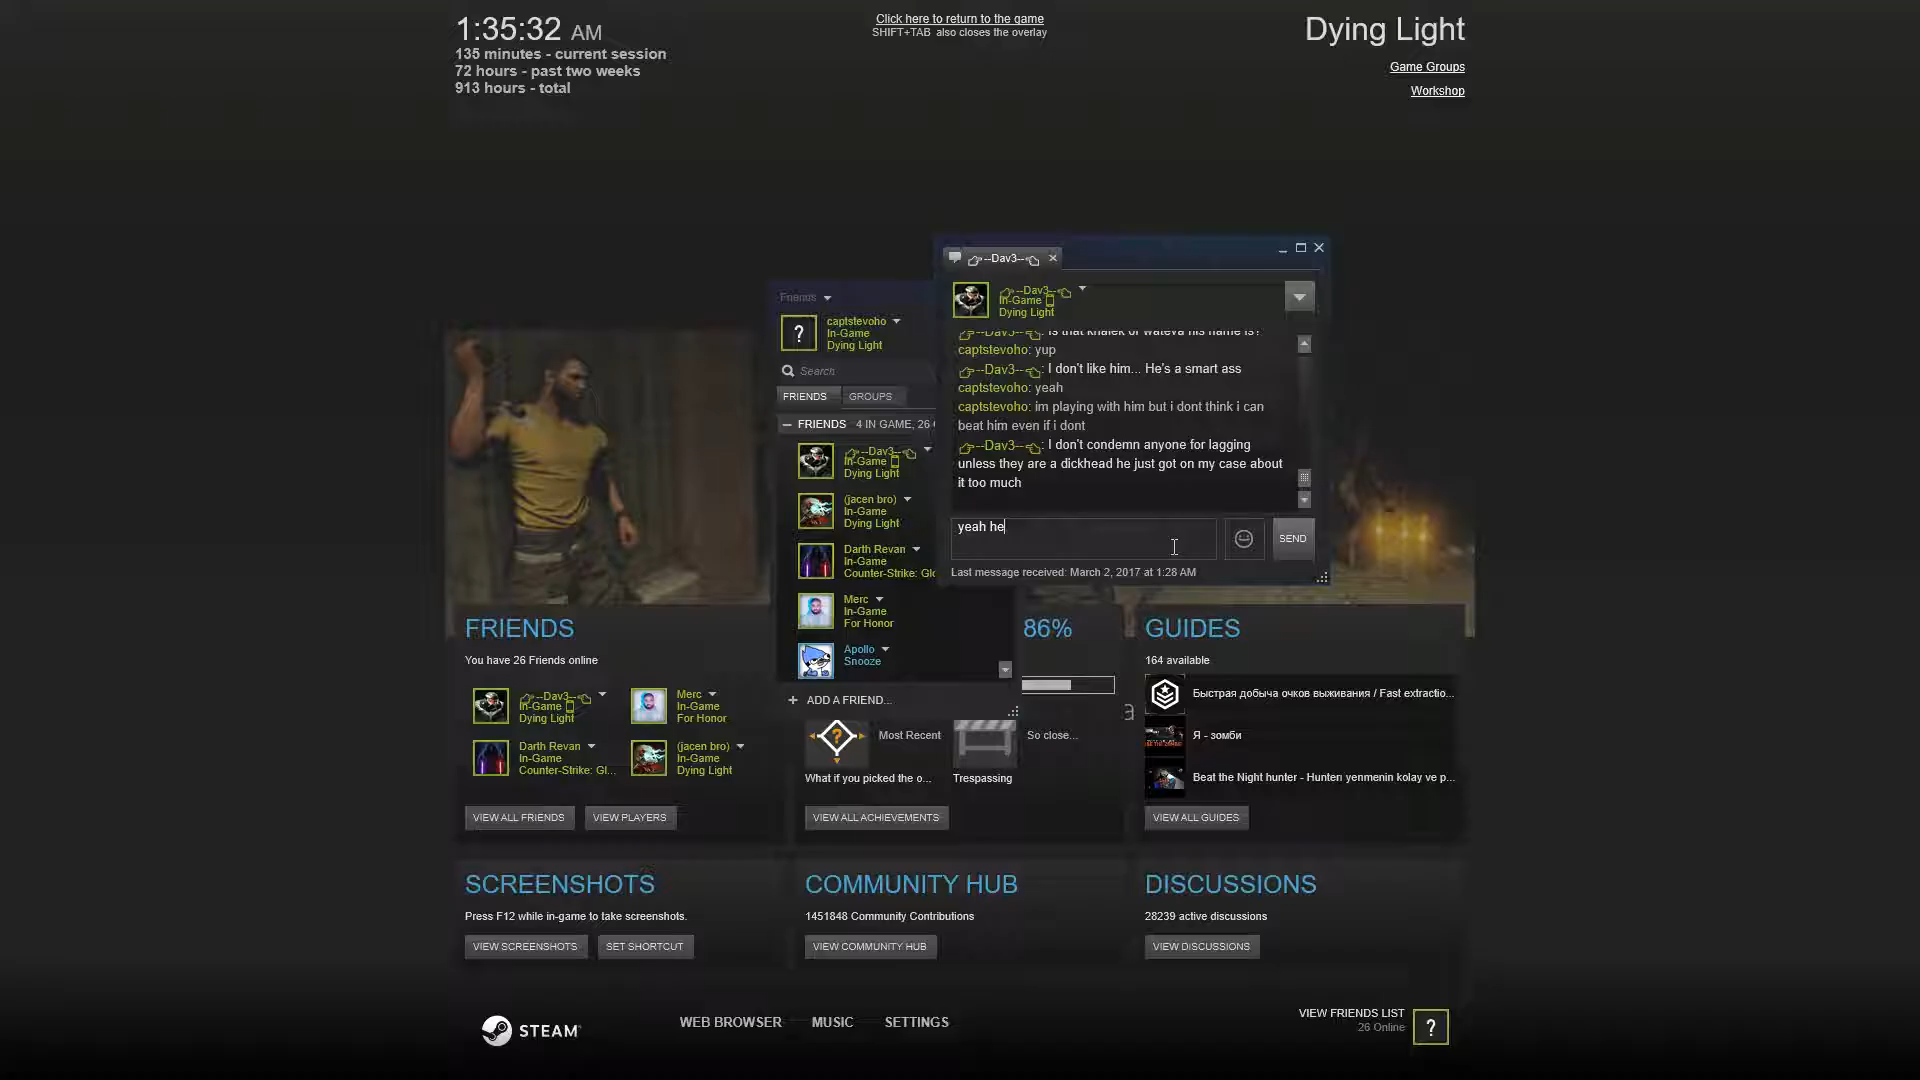 1:35:32 AM
135 minutes - current session
72 hours - past two weeks
913 hours - total
Click here to return to the game
SHIFT+TAB also closes the overlay
Dying Light
Game Groups
Workshop
Friends
captstevoho
In-Game
Dying Light
?
Search
FRIENDS
GROUPS
FRIENDS 4 IN GAME, 26
--Dav3--
In-Game
Dying Light
(jacen bro)
In-Game
Dying Light
Darth Revan
In-Game
Counter-Strike: Glo
Merc
In-Game
For Honor
Apollo
Snooze
+ ADD A FRIEND...
--Dav3--
--Dav3--
In-Game
Dying Light
--Dav3--: Is that khalek or wateva his name is?
captstevoho: yup
--Dav3--: I don't like him... He's a smart ass
captstevoho: yeah
captstevoho: im playing with him but i dont think i can
beat him even if i dont
--Dav3--: I don't condemn anyone for lagging
unless they are a dickhead he just got on my case about
it too much
yeah he
SEND
Last message received: March 2, 2017 at 1:28 AM
FRIENDS
You have 26 Friends online
--Dav3--
In-Game
Dying Light
Merc
In-Game
For Honor
Darth Revan
In-Game
Counter-Strike: Gl...
(jacen bro)
In-Game
Dying Light
VIEW ALL FRIENDS
VIEW PLAYERS
86%
Most Recent
So close...
What if you picked the o...
Trespassing
VIEW ALL ACHIEVEMENTS
GUIDES
164 available
Быстрая добыча очков выживания / Fast extractio...
Я - зомби
Beat the Night hunter - Hunterı yenmenin kolay ve p...
VIEW ALL GUIDES
SCREENSHOTS
Press F12 while in-game to take screenshots.
VIEW SCREENSHOTS
SET SHORTCUT
COMMUNITY HUB
1451848 Community Contributions
VIEW COMMUNITY HUB
DISCUSSIONS
28239 active discussions
VIEW DISCUSSIONS
STEAM
WEB BROWSER
MUSIC
SETTINGS
VIEW FRIENDS LIST
26 Online
?